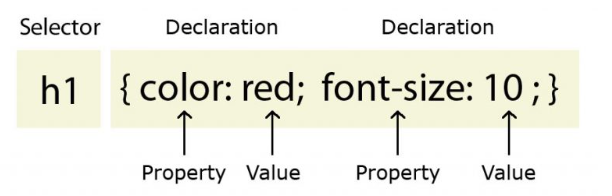 Selector Declaration Declaration
h1 { color: red; font-size: 10 ; }
Property Value Property Value